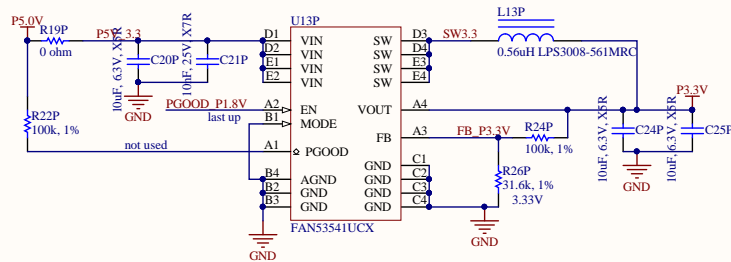 L13P
U13P
P5.0V
R19P
P5V_3.3
0 ohm
10uF, 6.3V, X5R
C20P
10nF, 25V, X7R
C21P
GND
D1
D2
E1
E2
VIN
VIN
VIN
VIN
SW
SW
SW
SW
D3
D4
E3
E4
SW3.3
0.56uH LPS3008-561MRC
P3.3V
PGOOD_P1.8V
last up
A2
B1
EN
MODE
VOUT
A4
R22P
100k, 1%
not used
A1
PGOOD
FB
A3
FB_P3.3V
R24P
100k, 1%
10uF, 6.3V, X5R
C24P
10uF, 6.3V, X5R
C25P
GND
B4
B2
B3
AGND
GND
GND
GND
GND
GND
GND
C1
C2
C3
C4
R26P
31.6k, 1%
3.33V
FAN53541UCX
GND
GND